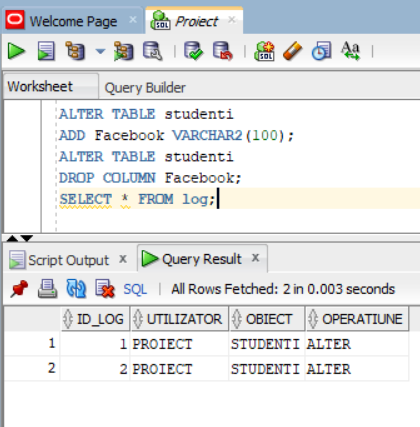 Welcome Page
Proiect
Worksheet Query Builder
ALTER TABLE studenti
ADD Facebook VARCHAR2(100);
ALTER TABLE studenti
DROP COLUMN Facebook;
SELECT * FROM log;
Script Output x Query Result x
SQL | All Rows Fetched: 2 in 0.003 seconds
ID_LOG UTILIZATOR OBIECT OPERATIUNE
1 1 PROIECT STUDENTI ALTER
2 2 PROIECT STUDENTI ALTER